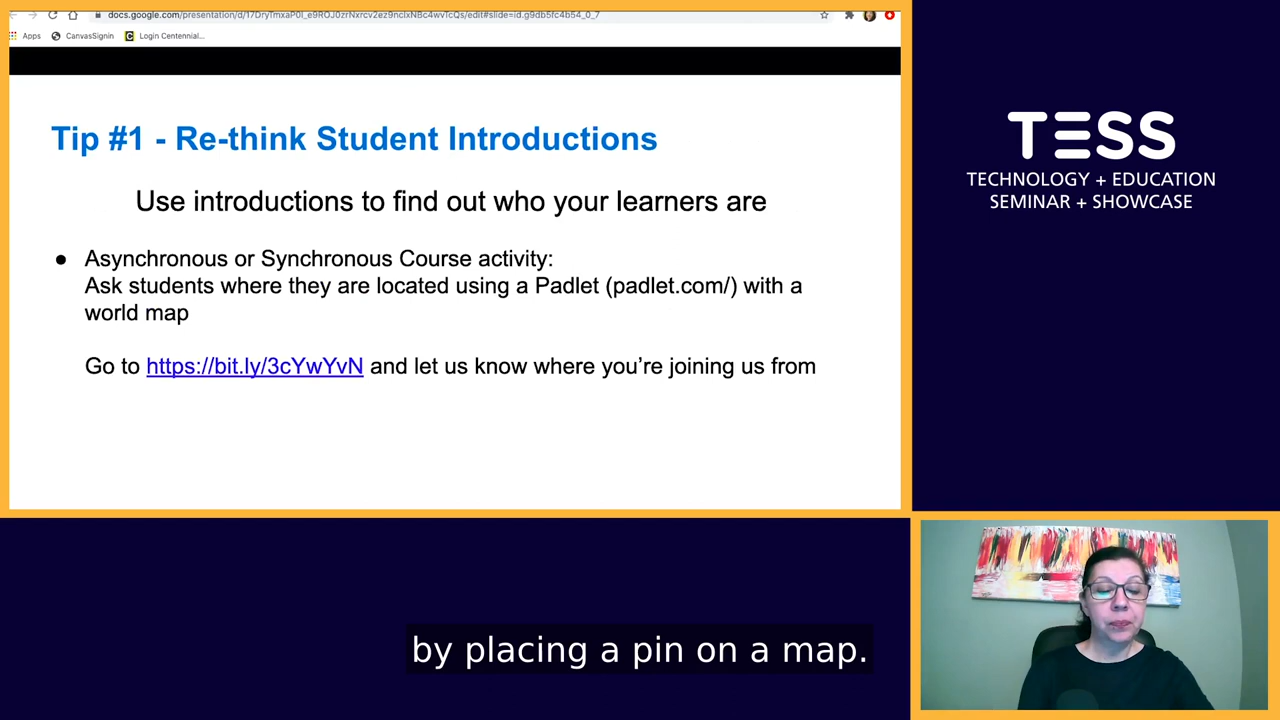 docs.google.com/presentation/d/17DryTmxaP0I_e9ROJ0zrNxrcv2ez9ncIxNBc4wvTcQs/edit#slide=id.g9db5fc4b54_0_7
Apps CanvasSignin Login Centennial...
Tip #1 - Re-think Student Introductions
Use introductions to find out who your learners are
● Asynchronous or Synchronous Course activity:
Ask students where they are located using a Padlet (padlet.com/) with a
world map
Go to https://bit.ly/3cYwYvN and let us know where you’re joining us from
TESS
TECHNOLOGY + EDUCATION
SEMINAR + SHOWCASE
by placing a pin on a map.